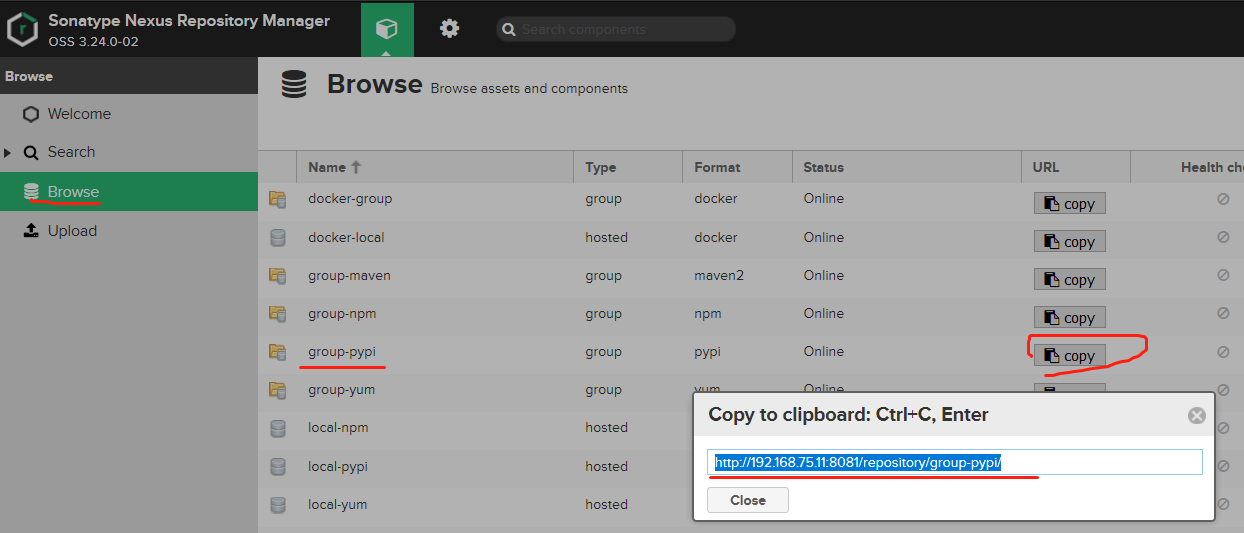 Sonatype Nexus Repository Manager
OSS 3.24.0-02
Search components
Browse
Browse Browse assets and components
Welcome
Search
Browse
Upload
Name Type Format Status URL Health che
docker-group group docker Online copy
docker-local hosted docker Online copy
group-maven group maven2 Online copy
group-npm group npm Online copy
group-pypi group pypi Online copy
group-yum group yum Online
local-npm hosted
local-pypi hosted
local-yum hosted
Copy to clipboard: Ctrl+C, Enter
http://192.168.75.11:8081/repository/group-pypi/
Close